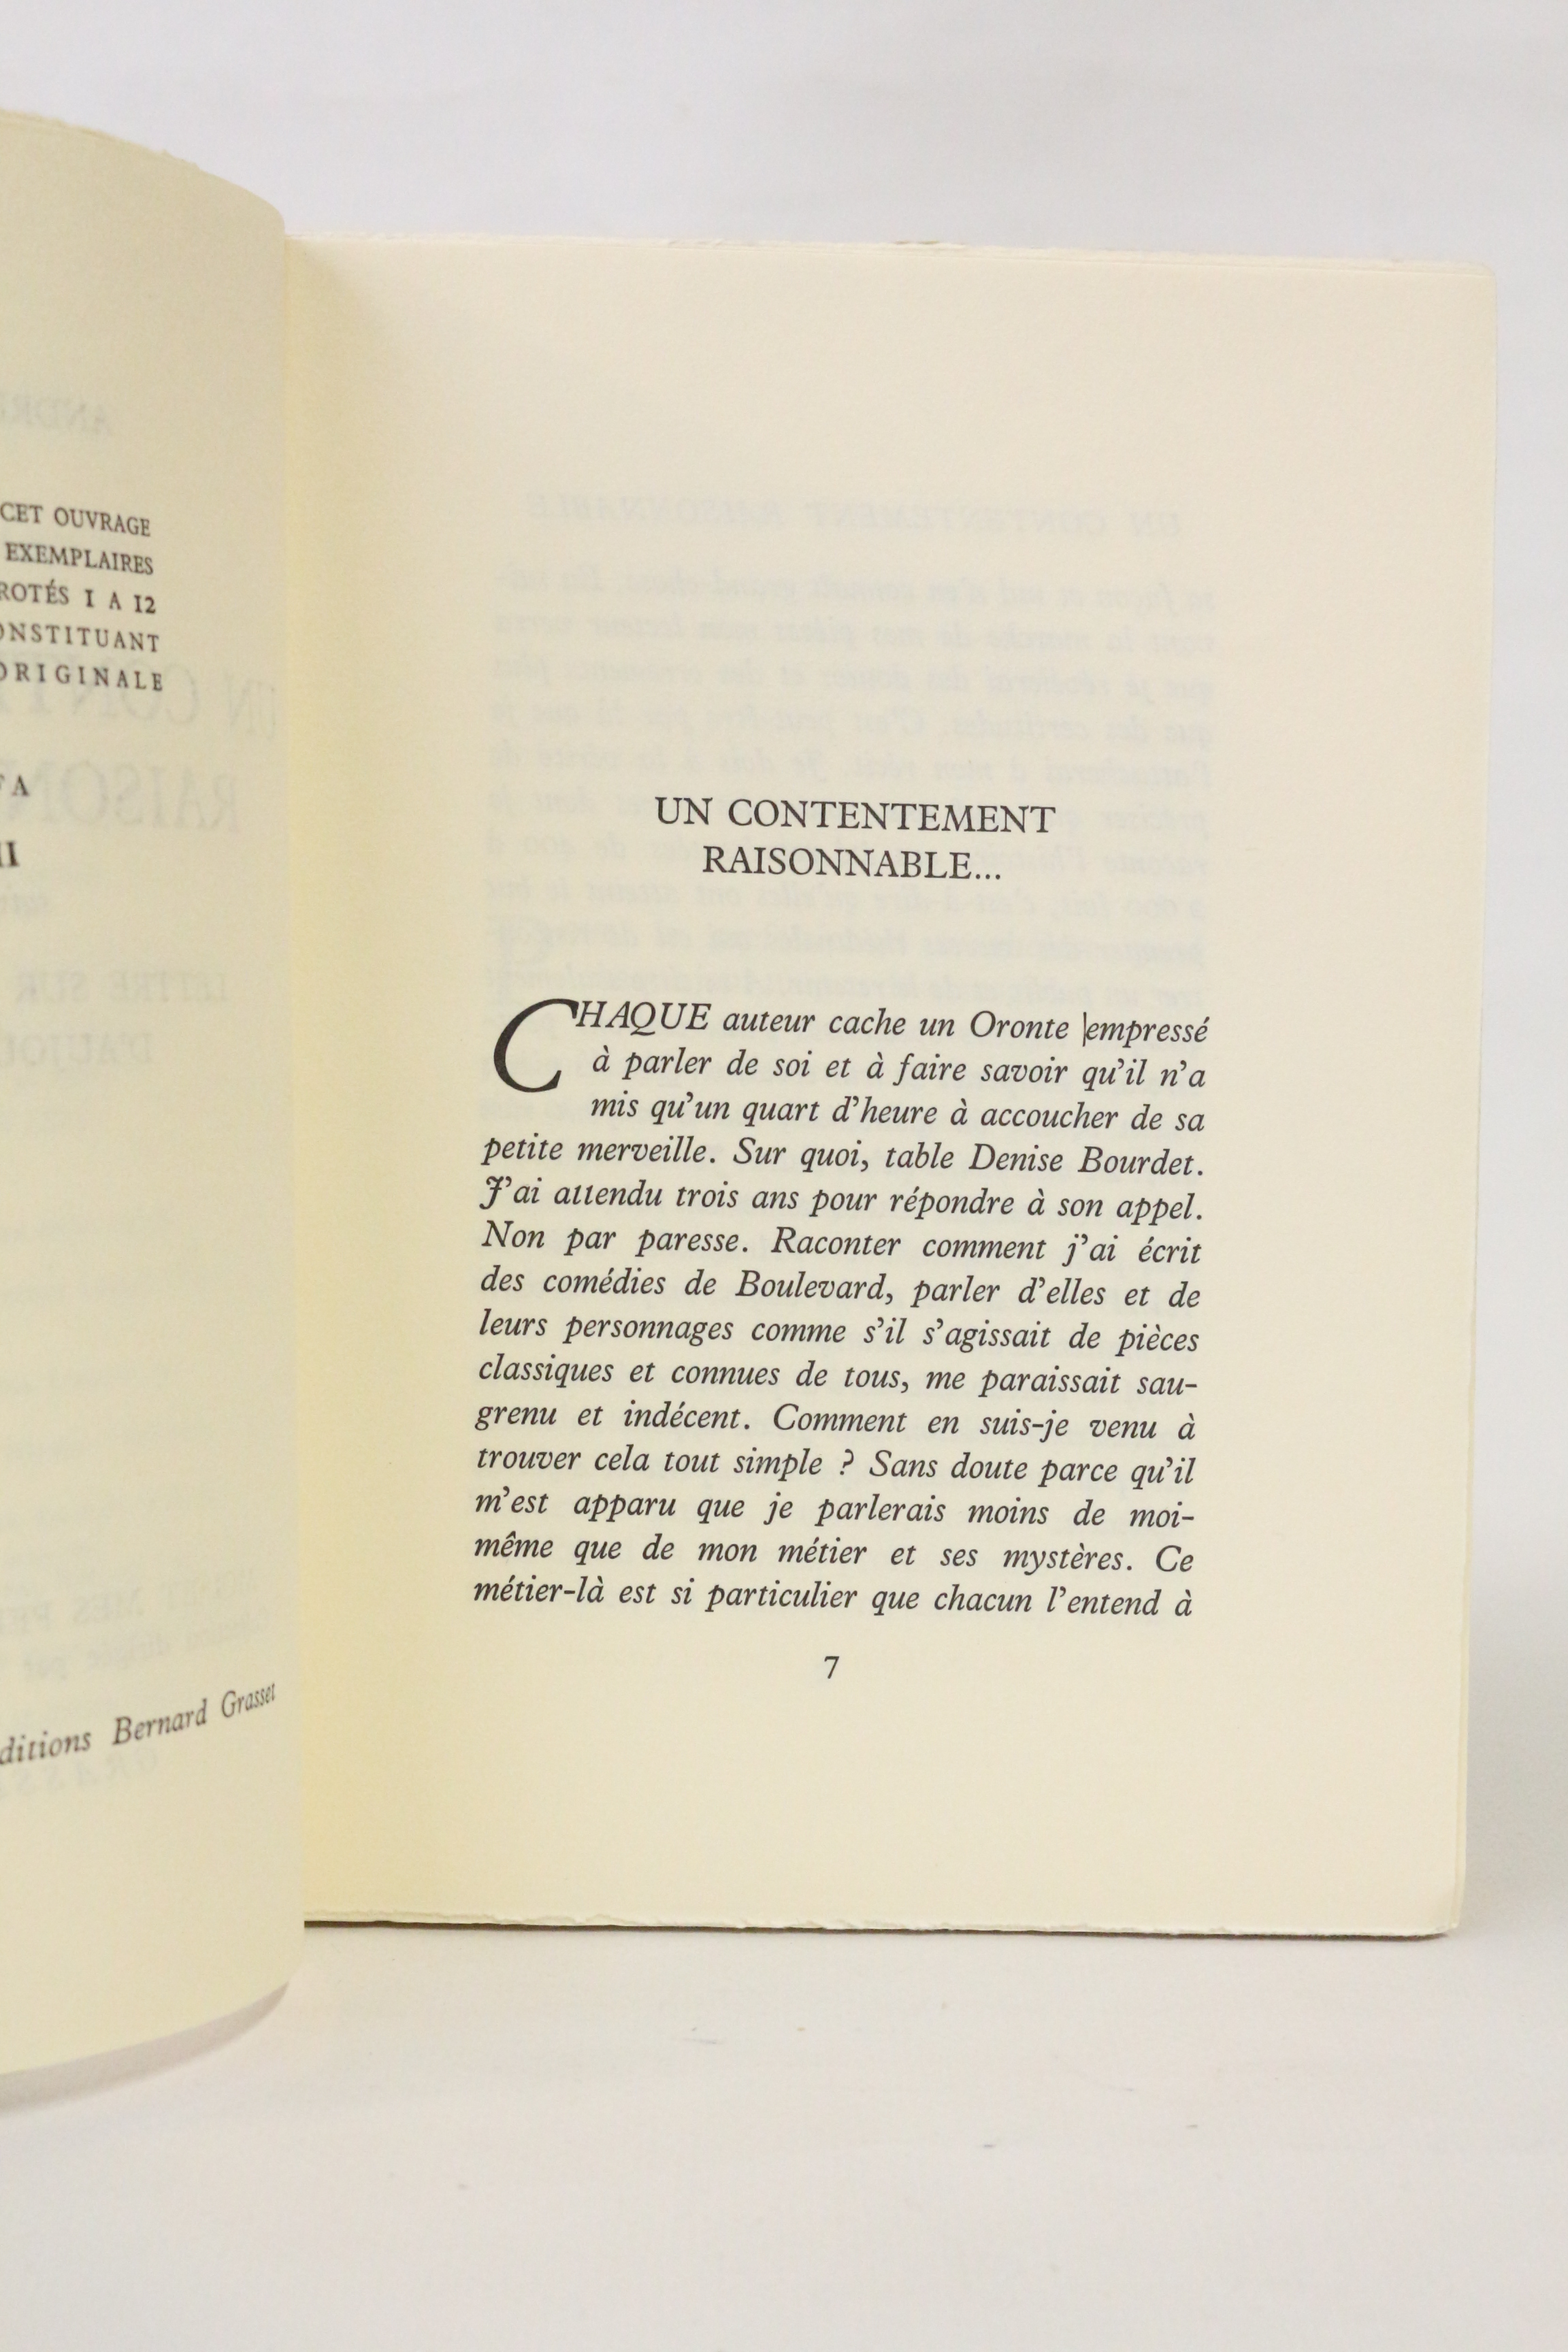 CET OUVRAGE
EXEMPLAIRES
ROTÉS I A 12
ONSTITUANT
ORIGINALE
FA
II
ditions Bernard Grasset
UN CONTENTEMENT
RAISONNABLE...
CHAQUE auteur cache un Oronte empressé
à parler de soi et à faire savoir qu'il n'a
mis qu'un quart d'heure à accoucher de sa
petite merveille. Sur quoi, table Denise Bourdet.
J'ai attendu trois ans pour répondre à son appel.
Non par paresse. Raconter comment j'ai écrit
des comédies de Boulevard, parler d'elles et de
leurs personnages comme s'il s'agissait de pièces
classiques et connues de tous, me paraissait sau-
grenu et indécent. Comment en suis-je venu à
trouver cela tout simple ? Sans doute parce qu'il
m'est apparu que je parlerais moins de moi-
même que de mon métier et ses mystères. Ce
métier-là est si particulier que chacun l'entend à
7